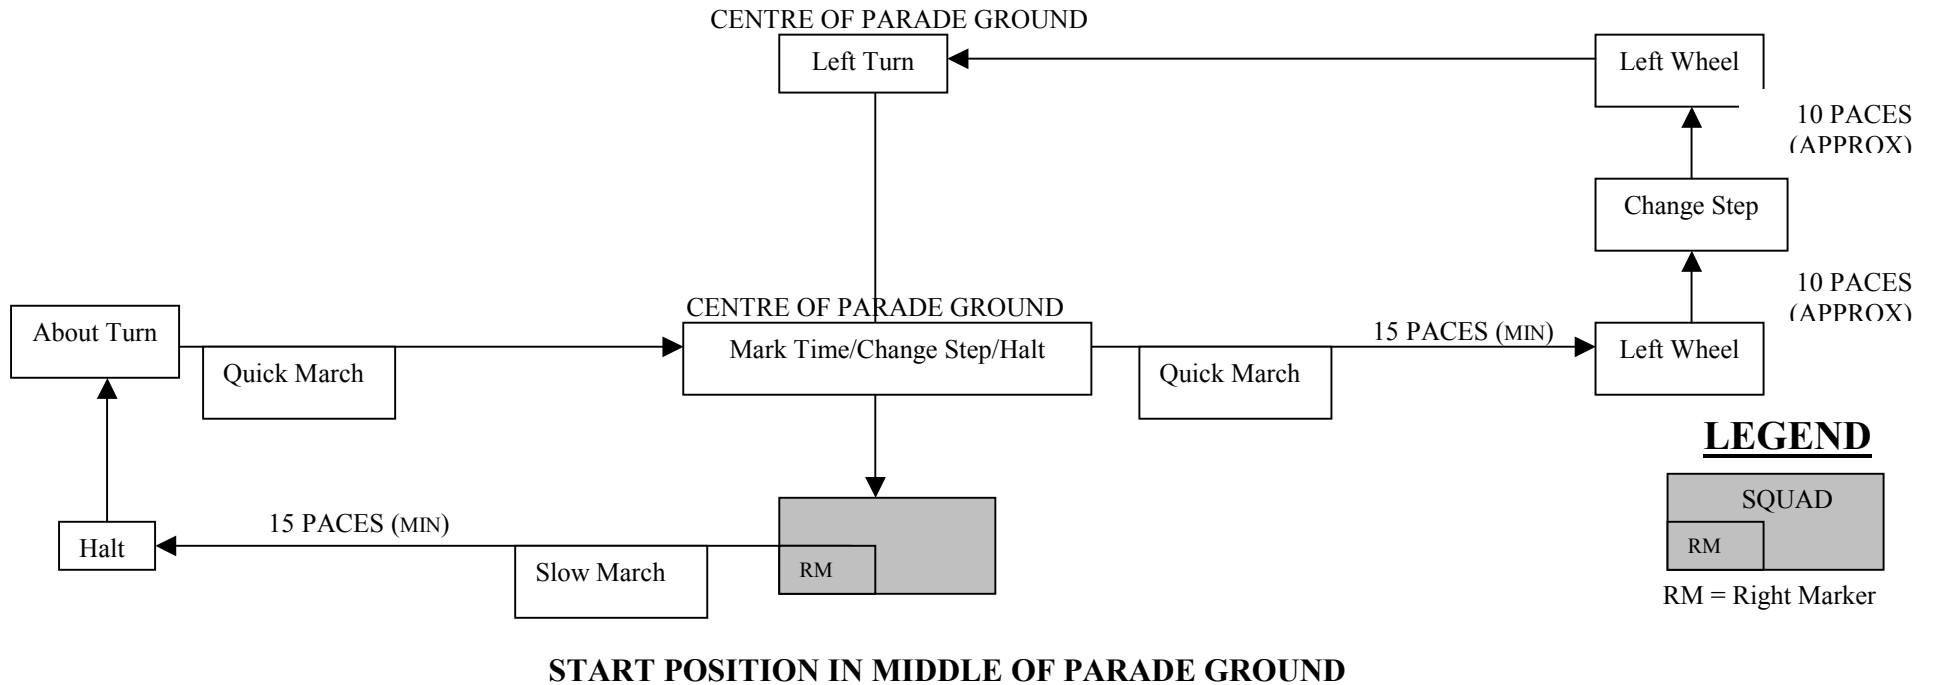 CENTRE OF PARADE GROUND
Left Turn
Left Wheel
10 PACES
(APPROX)
Change Step
10 PACES
(APPROX)
CENTRE OF PARADE GROUND
About Turn
Mark Time/Change Step/Halt
15 PACES (MIN)
Left Wheel
Quick March
Quick March
LEGEND
SQUAD
RM
RM = Right Marker
15 PACES (MIN)
Halt
Slow March
RM
START POSITION IN MIDDLE OF PARADE GROUND